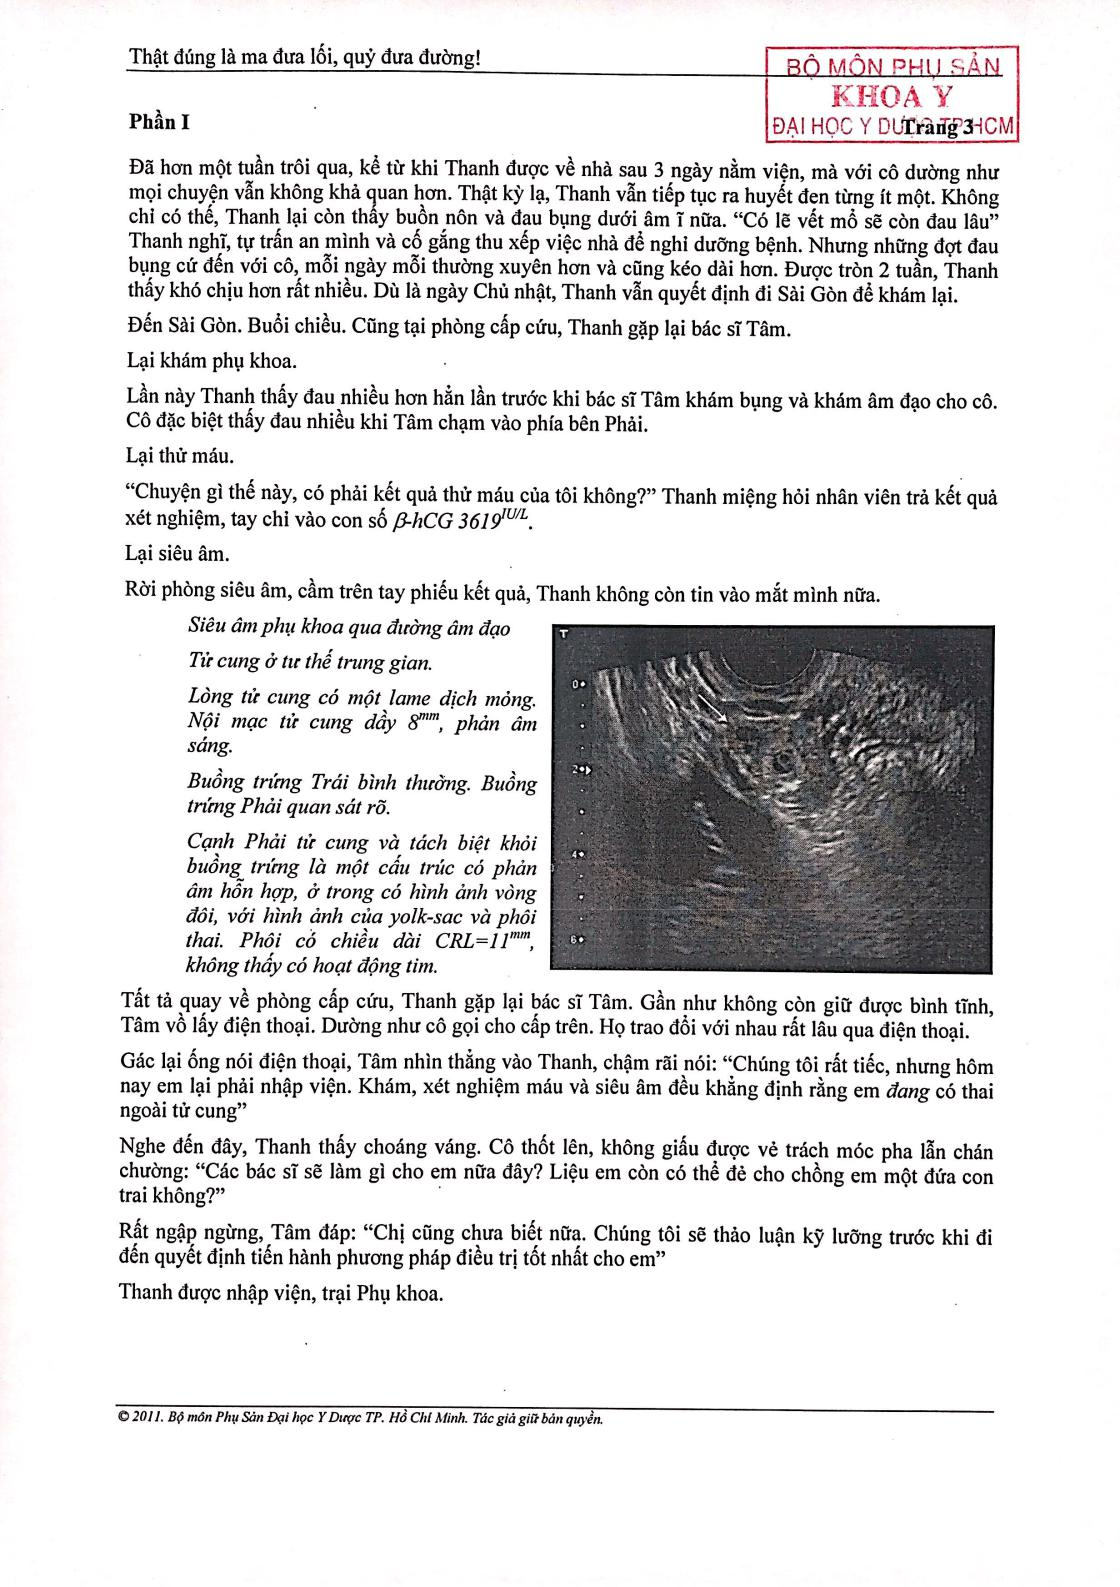 Thật đúng là ma đưa lối, quỷ đưa đường!
BỘ MÔN PHỤ SẢN
KHOA Y
ĐẠI HỌC Y DƯỢC TP.HCM
Phần I
Trang 3
Đã hơn một tuần trôi qua, kể từ khi Thanh được về nhà sau 3 ngày nằm viện, mà với cô dường như
mọi chuyện vẫn không khả quan hơn. Thật kỳ lạ, Thanh vẫn tiếp tục ra huyết đen từng ít một. Không
chỉ có thế, Thanh lại còn thấy buồn nôn và đau bụng dưới âm ĩ nữa. “Có lẽ vết mổ sẽ còn đau lâu”
Thanh nghĩ, tự trấn an mình và cố gắng thu xếp việc nhà để nghỉ dưỡng bệnh. Nhưng những đợt đau
bụng cứ đến với cô, mỗi ngày mỗi thường xuyên hơn và cũng kéo dài hơn. Được tròn 2 tuần, Thanh
thấy khó chịu hơn rất nhiều. Dù là ngày Chủ nhật, Thanh vẫn quyết định đi Sài Gòn để khám lại.
Đến Sài Gòn. Buổi chiều. Cũng tại phòng cấp cứu, Thanh gặp lại bác sĩ Tâm.
Lại khám phụ khoa.
Lần này Thanh thấy đau nhiều hơn hẳn lần trước khi bác sĩ Tâm khám bụng và khám âm đạo cho cô.
Cô đặc biệt thấy đau nhiều khi Tâm chạm vào phía bên Phải.
Lại thử máu.
“Chuyện gì thế này, có phải kết quả thử máu của tôi không?” Thanh miệng hỏi nhân viên trả kết quả
xét nghiệm, tay chỉ vào con số β-hCG 3619IU/L.
Lại siêu âm.
Rời phòng siêu âm, cầm trên tay phiếu kết quả, Thanh không còn tin vào mắt mình nữa.
Siêu âm phụ khoa qua đường âm đạo
Tử cung ở tư thế trung gian.
Lòng tử cung có một lame dịch mỏng.
Nội mạc tử cung dầy 8mm, phản âm
sáng.
Buồng trứng Trái bình thường. Buồng
trứng Phải quan sát rõ.
Cạnh Phải tử cung và tách biệt khỏi
buồng trứng là một cấu trúc có phản
âm hỗn hợp, ở trong có hình ảnh vòng
đôi, với hình ảnh của yolk-sac và phôi
thai. Phôi có chiều dài CRL=11mm,
không thấy có hoạt động tim.
T
0
2
4
6
Tất tả quay về phòng cấp cứu, Thanh gặp lại bác sĩ Tâm. Gần như không còn giữ được bình tĩnh,
Tâm vồ lấy điện thoại. Dường như cô gọi cho cấp trên. Họ trao đổi với nhau rất lâu qua điện thoại.
Gác lại ống nói điện thoại, Tâm nhìn thẳng vào Thanh, chậm rãi nói: “Chúng tôi rất tiếc, nhưng hôm
nay em lại phải nhập viện. Khám, xét nghiệm máu và siêu âm đều khẳng định rằng em đang có thai
ngoài tử cung”
Nghe đến đây, Thanh thấy choáng váng. Cô thốt lên, không giấu được vẻ trách móc pha lẫn chán
chường: “Các bác sĩ sẽ làm gì cho em nữa đây? Liệu em còn có thể đẻ cho chồng em một đứa con
trai không?”
Rất ngập ngừng, Tâm đáp: “Chị cũng chưa biết nữa. Chúng tôi sẽ thảo luận kỹ lưỡng trước khi đi
đến quyết định tiến hành phương pháp điều trị tốt nhất cho em”
Thanh được nhập viện, trại Phụ khoa.
© 2011. Bộ môn Phụ Sản Đại học Y Dược TP. Hồ Chí Minh. Tác giả giữ bản quyền.